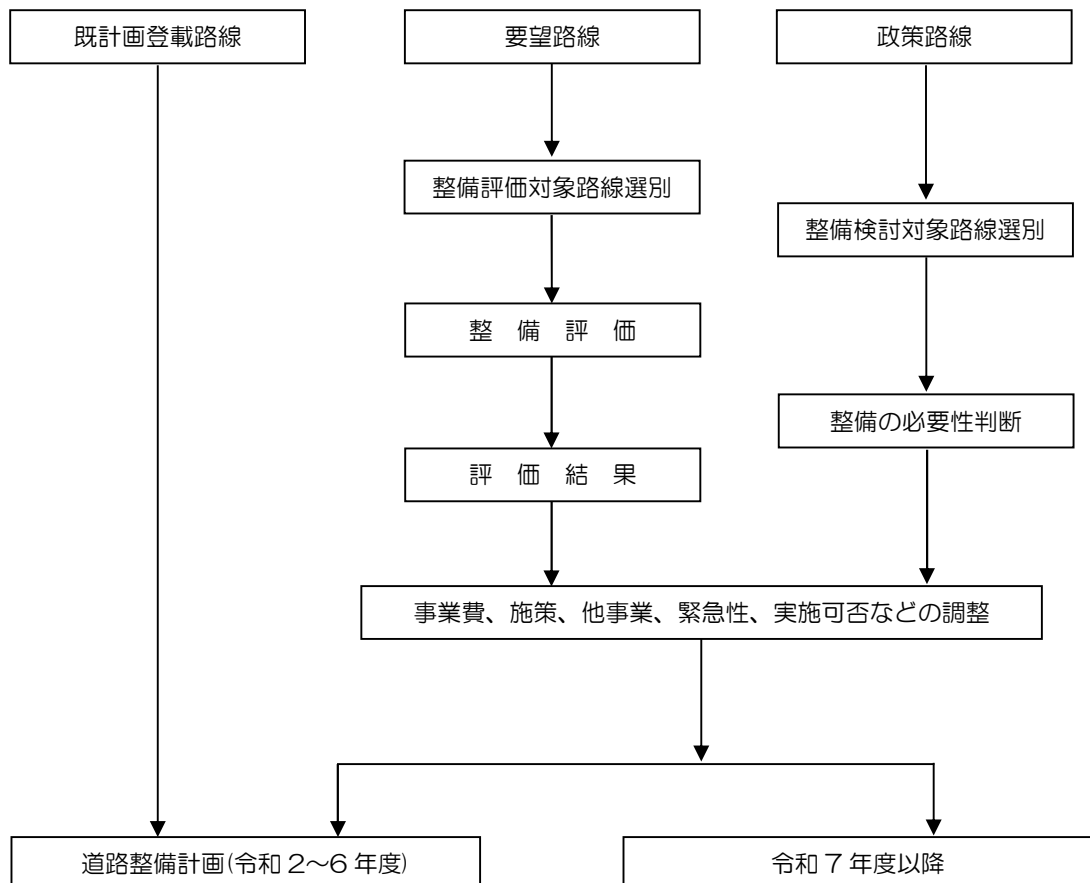 既計画登載路線
要望路線
政策路線
整備評価対象路線選別
整備検討対象路線選別
整　備　評　価
整備の必要性判断
評　価　結　果
事業費、施策、他事業、緊急性、実施可否などの調整
道路整備計画(令和 2～6 年度)
令和 7 年度以降